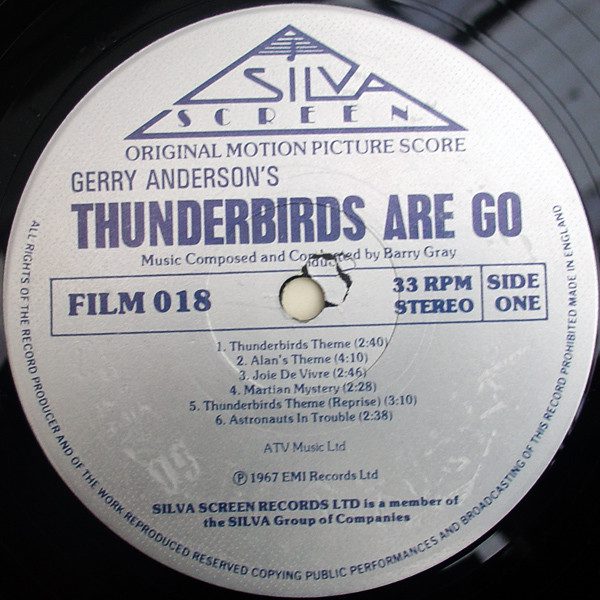 SILVA
SCREEN
ORIGINAL MOTION PICTURE SCORE
GERRY ANDERSON'S
THUNDERBIRDS ARE GO
Music Composed and Conducted by Barry Gray
FILM 018
33 RPM
STEREO
SIDE
ONE
1. Thunderbirds Theme (2:40)
2. Alan's Theme (4:10)
3. Joie De Vivre (2:46)
4. Martian Mystery (2:28)
5. Thunderbirds Theme (Reprise) (3:10)
6. Astronauts In Trouble (2:38)
ATV Music Ltd
Ⓟ 1967 EMI Records Ltd
SILVA SCREEN RECORDS LTD is a member of
the SILVA Group of Companies
ALL RIGHTS OF THE RECORD PRODUCER AND OF THE WORK REPRODUCED RESERVED COPYING PUBLIC PERFORMANCES AND BROADCASTING OF THIS RECORD PROHIBITED MADE IN ENGLAND